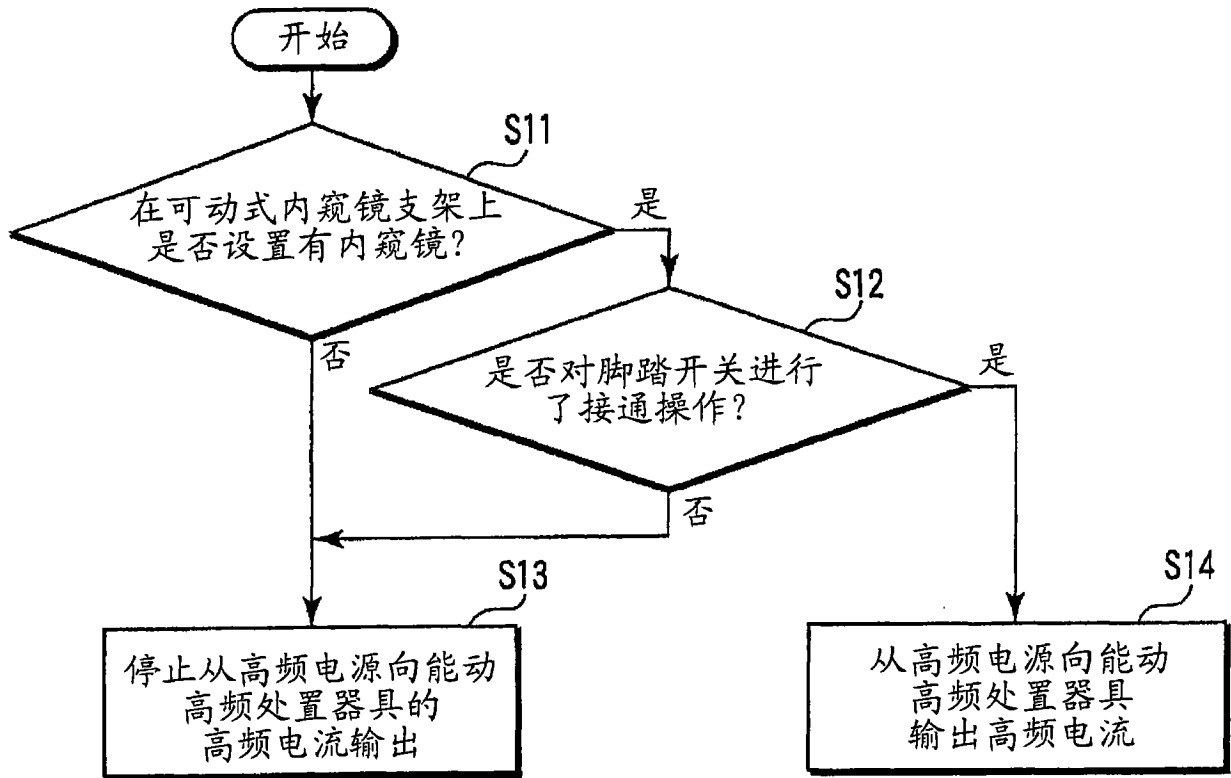 开始
S11
在可动式内窥镜支架上
是否设置有内窥镜?
是
否
S12
是否对脚踏开关进行
了接通操作?
是
否
S13
停止从高频电源向能动
高频处置器具的
高频电流输出
S14
从高频电源向能动
高频处置器具
输出高频电流